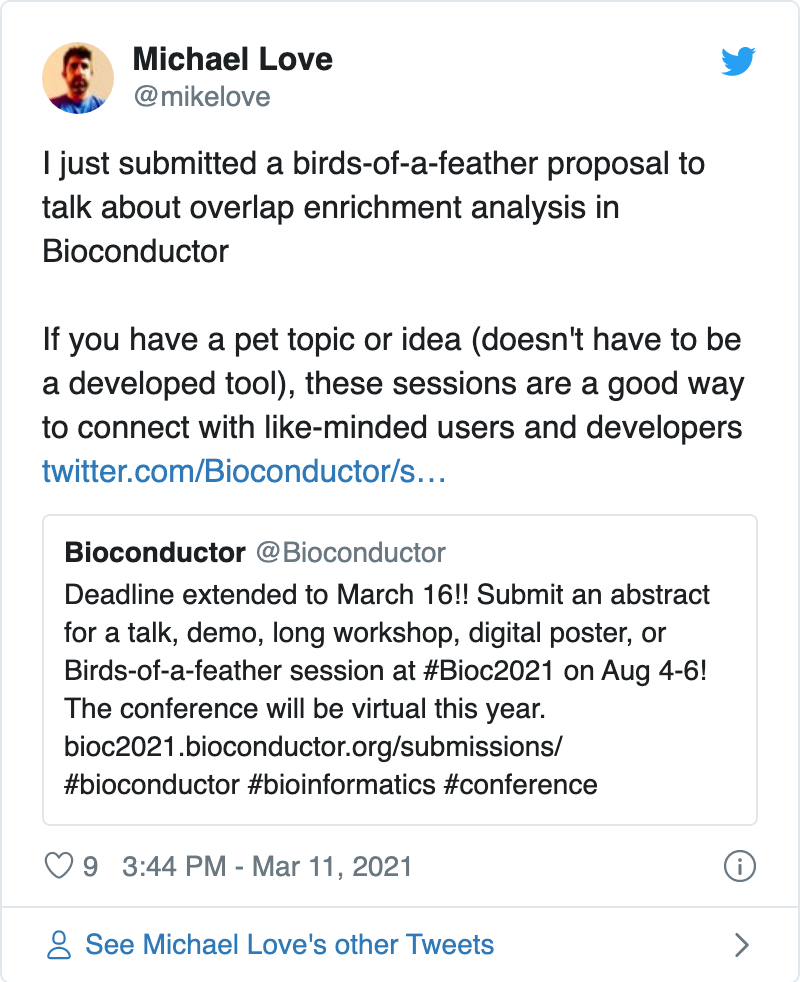 Michael Love
@mikelove
I just submitted a birds-of-a-feather proposal to
talk about overlap enrichment analysis in
Bioconductor
If you have a pet topic or idea (doesn't have to be
a developed tool), these sessions are a good way
to connect with like-minded users and developers
twitter.com/Bioconductor/s…
Bioconductor @Bioconductor
Deadline extended to March 16!! Submit an abstract
for a talk, demo, long workshop, digital poster, or
Birds-of-a-feather session at #Bioc2021 on Aug 4-6!
The conference will be virtual this year.
bioc2021.bioconductor.org/submissions/
#bioconductor #bioinformatics #conference
9 3:44 PM - Mar 11, 2021
See Michael Love's other Tweets